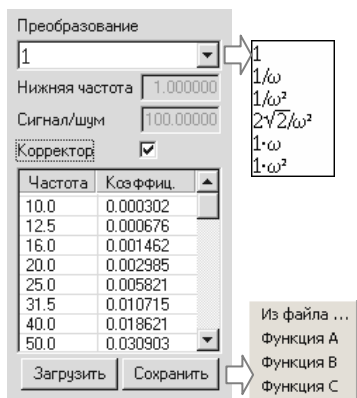 Преобразование
1
1
1/ω
1/ω²
2√2/ω²
1·ω
1·ω²
Нижняя частота 1.000000
Сигнал/шум 100.00000
Корректор
Частота Коэффиц.
10.0 0.000302
12.5 0.000676
16.0 0.001462
20.0 0.002985
25.0 0.005821
31.5 0.010715
40.0 0.018621
50.0 0.030903
Загрузить Сохранить
Из файла ...
Функция A
Функция B
Функция C